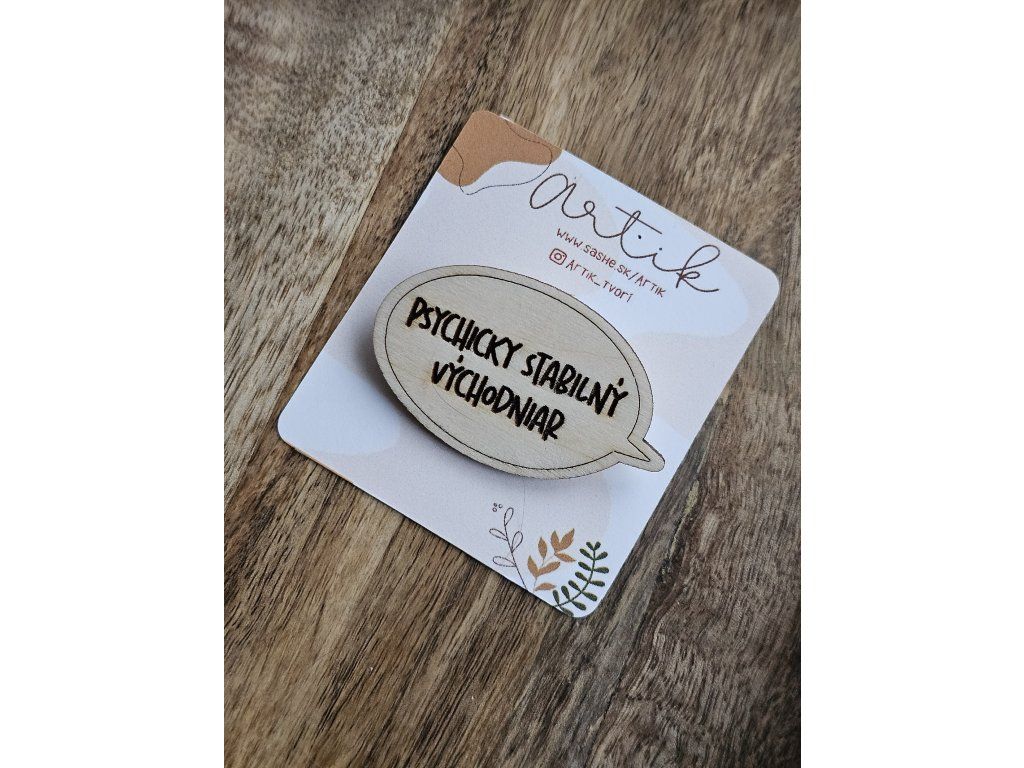 artik
www.sashe.sk/artik
artik_tvorí
PSYCHICKY STABILNÝ
VÝCHODNIAR